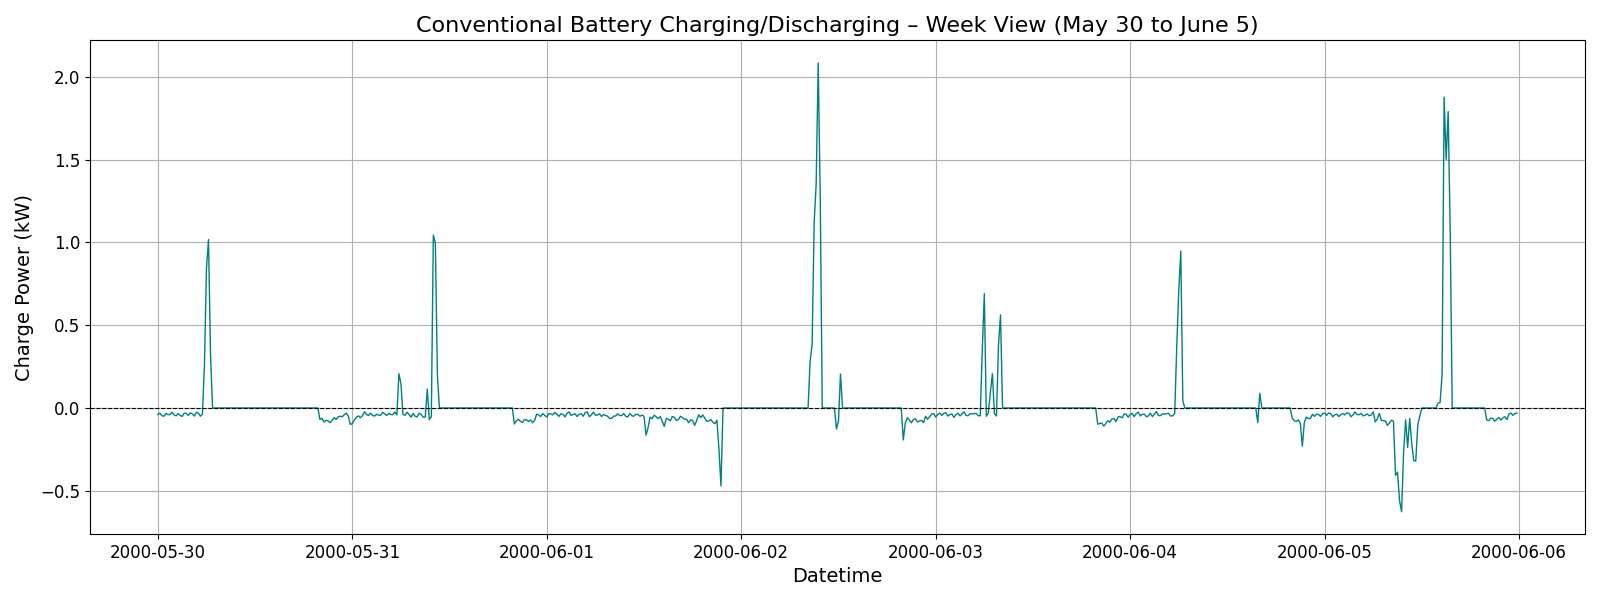 Conventional Battery Charging/Discharging – Week View (May 30 to June 5)
2.0
1.5
1.0
0.5
0.0
−0.5
Charge Power (kW)
2000-05-30 2000-05-31 2000-06-01 2000-06-02 2000-06-03 2000-06-04 2000-06-05 2000-06-06
Datetime